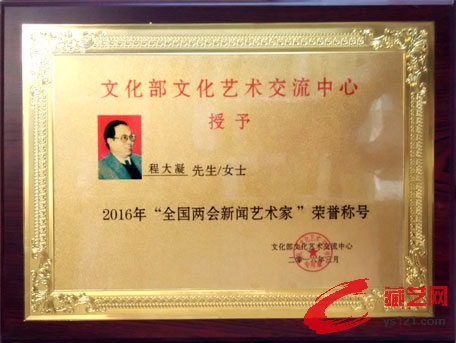 文化部文化艺术交流中心
授予
程大凝 先生/女士
2016年“全国两会新闻艺术家”荣誉称号
文化部文化艺术交流中心
二零一六年三月
藏艺网
ys121.com